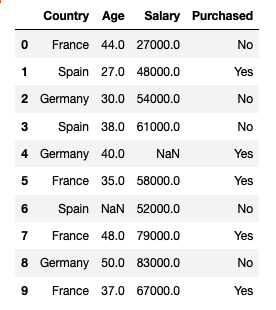 Country Age Salary Purchased
0 France 44.0 27000.0 No
1 Spain 27.0 48000.0 Yes
2 Germany 30.0 54000.0 No
3 Spain 38.0 61000.0 No
4 Germany 40.0 NaN Yes
5 France 35.0 58000.0 Yes
6 Spain NaN 52000.0 No
7 France 48.0 79000.0 Yes
8 Germany 50.0 83000.0 No
9 France 37.0 67000.0 Yes